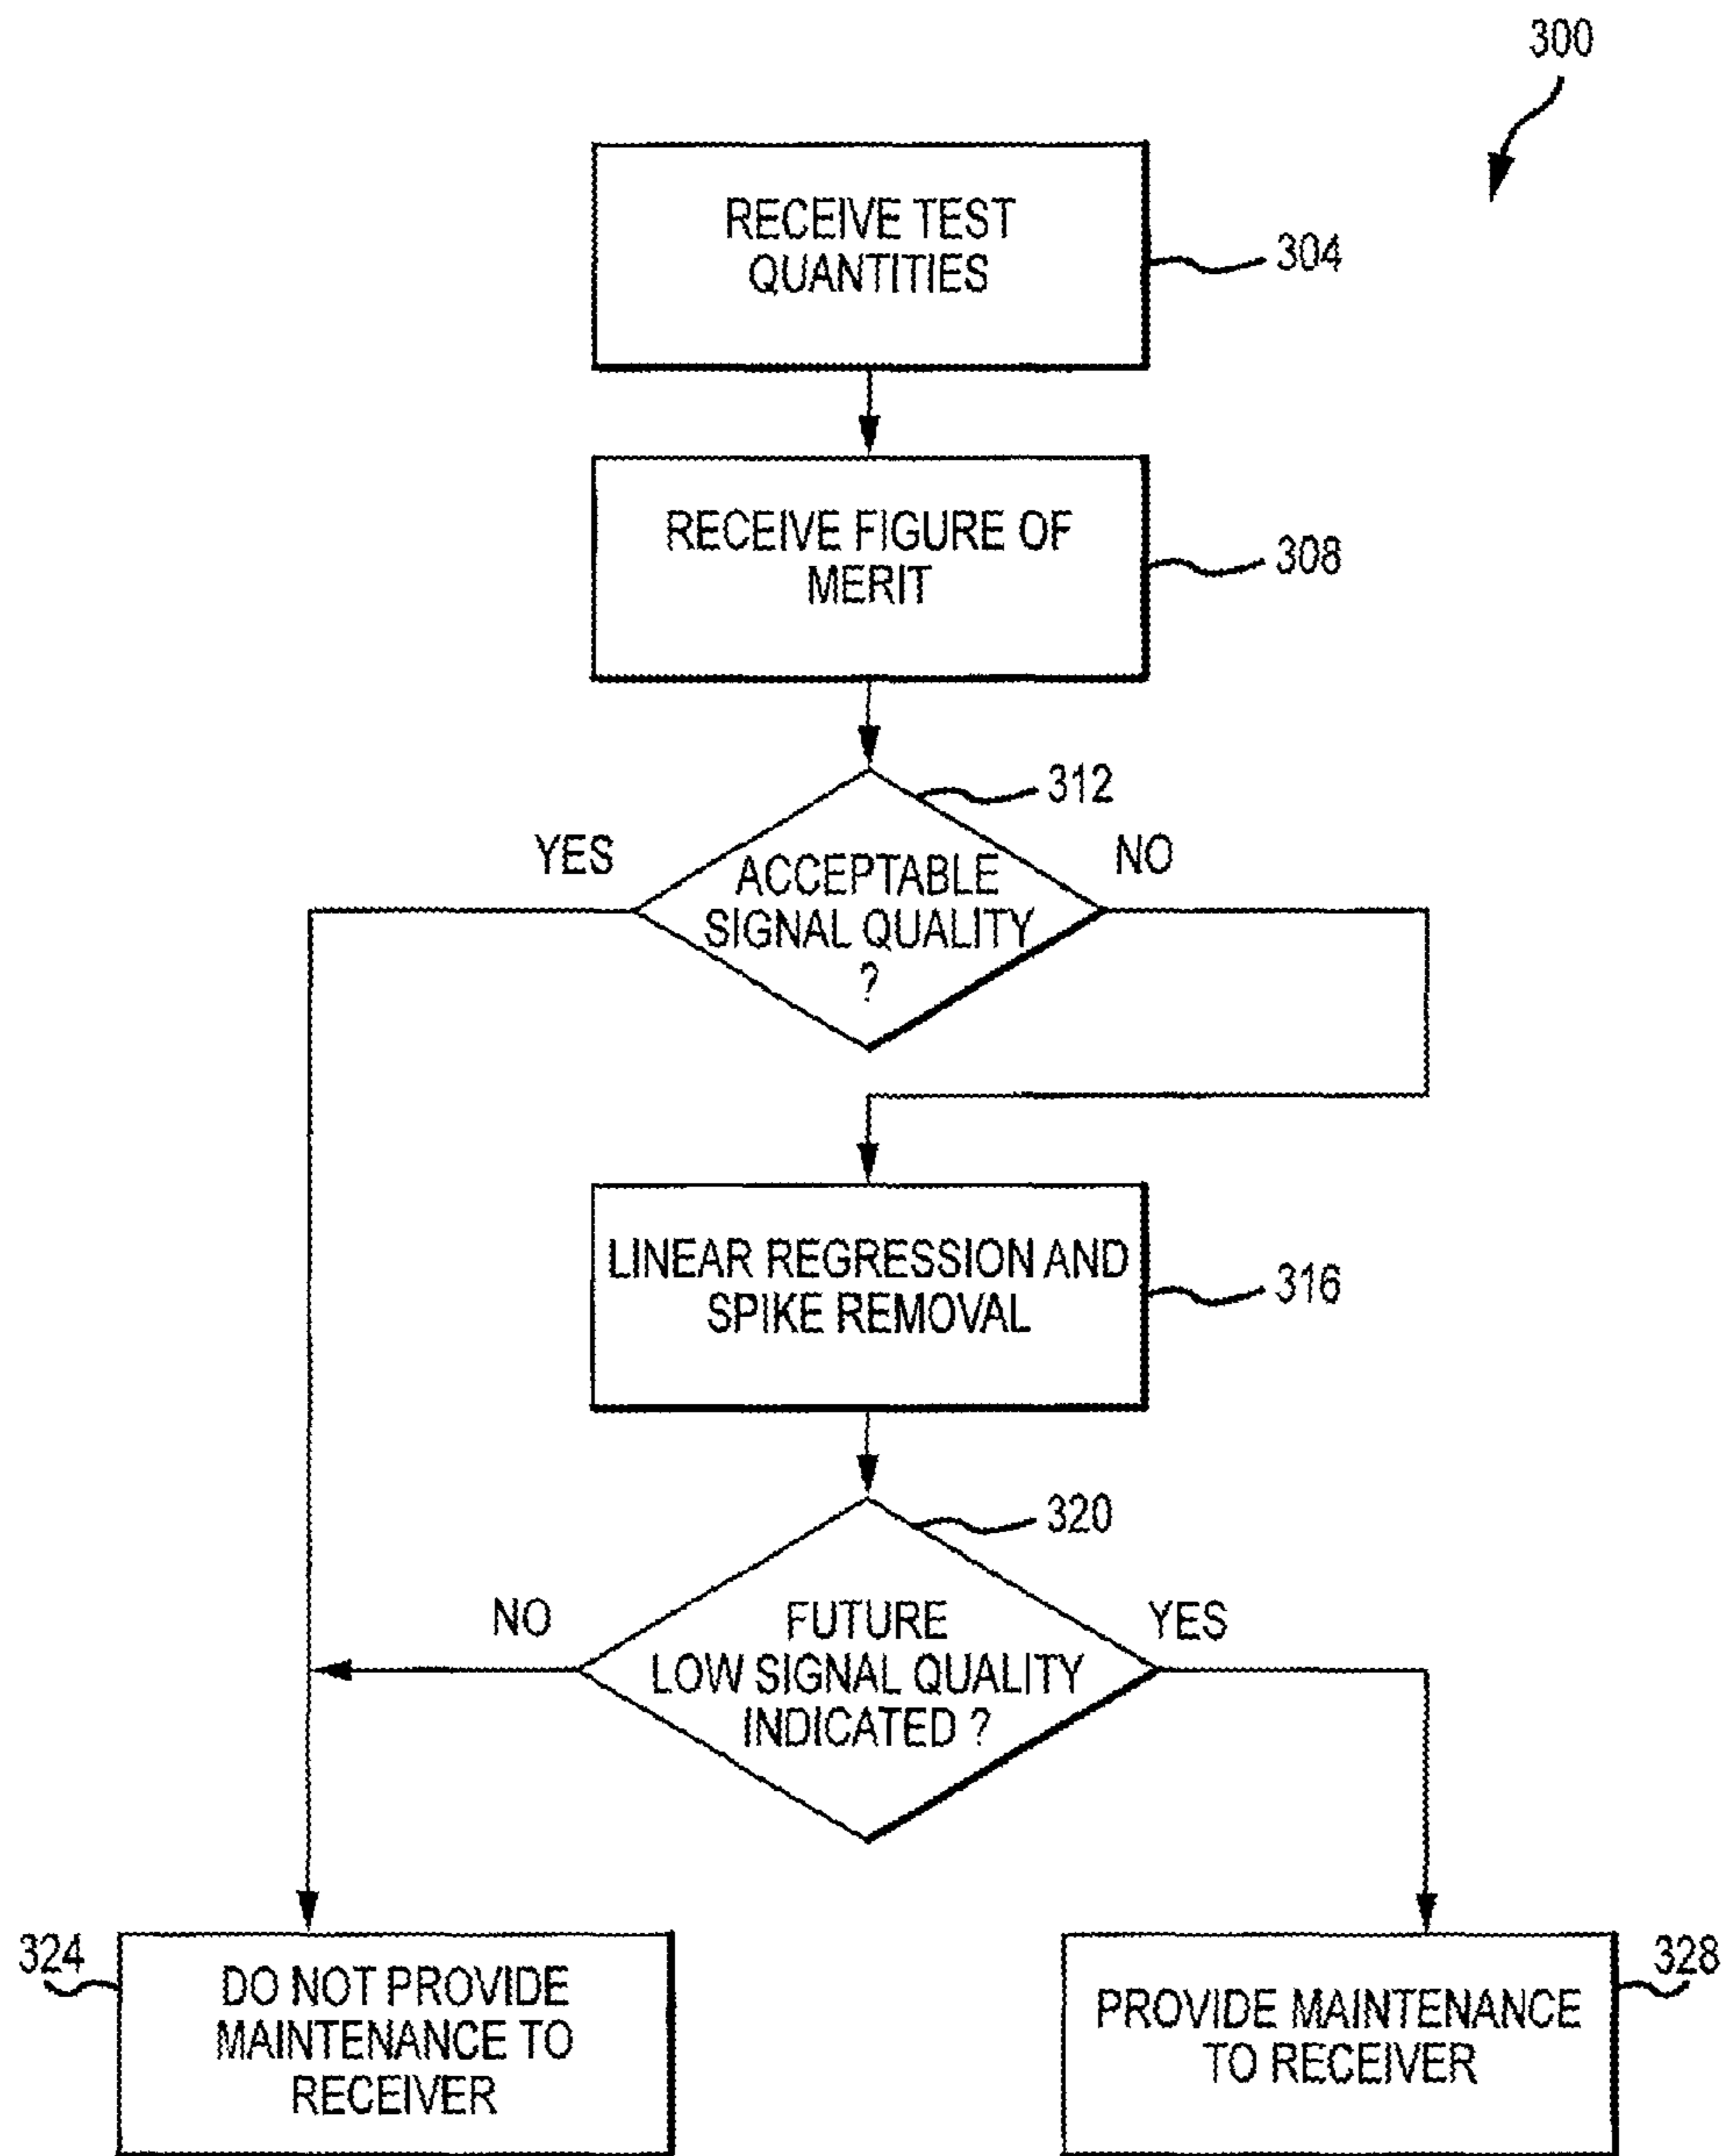 300
RECEIVE TEST
QUANTITIES
304
RECEIVE FIGURE OF
MERIT
308
312
YES
NO
ACCEPTABLE
SIGNAL QUALITY
?
LINEAR REGRESSION AND
SPIKE REMOVAL
316
320
NO
YES
FUTURE
LOW SIGNAL QUALITY
INDICATED ?
324
DO NOT PROVIDE
MAINTENANCE TO
RECEIVER
328
PROVIDE MAINTENANCE
TO RECEIVER